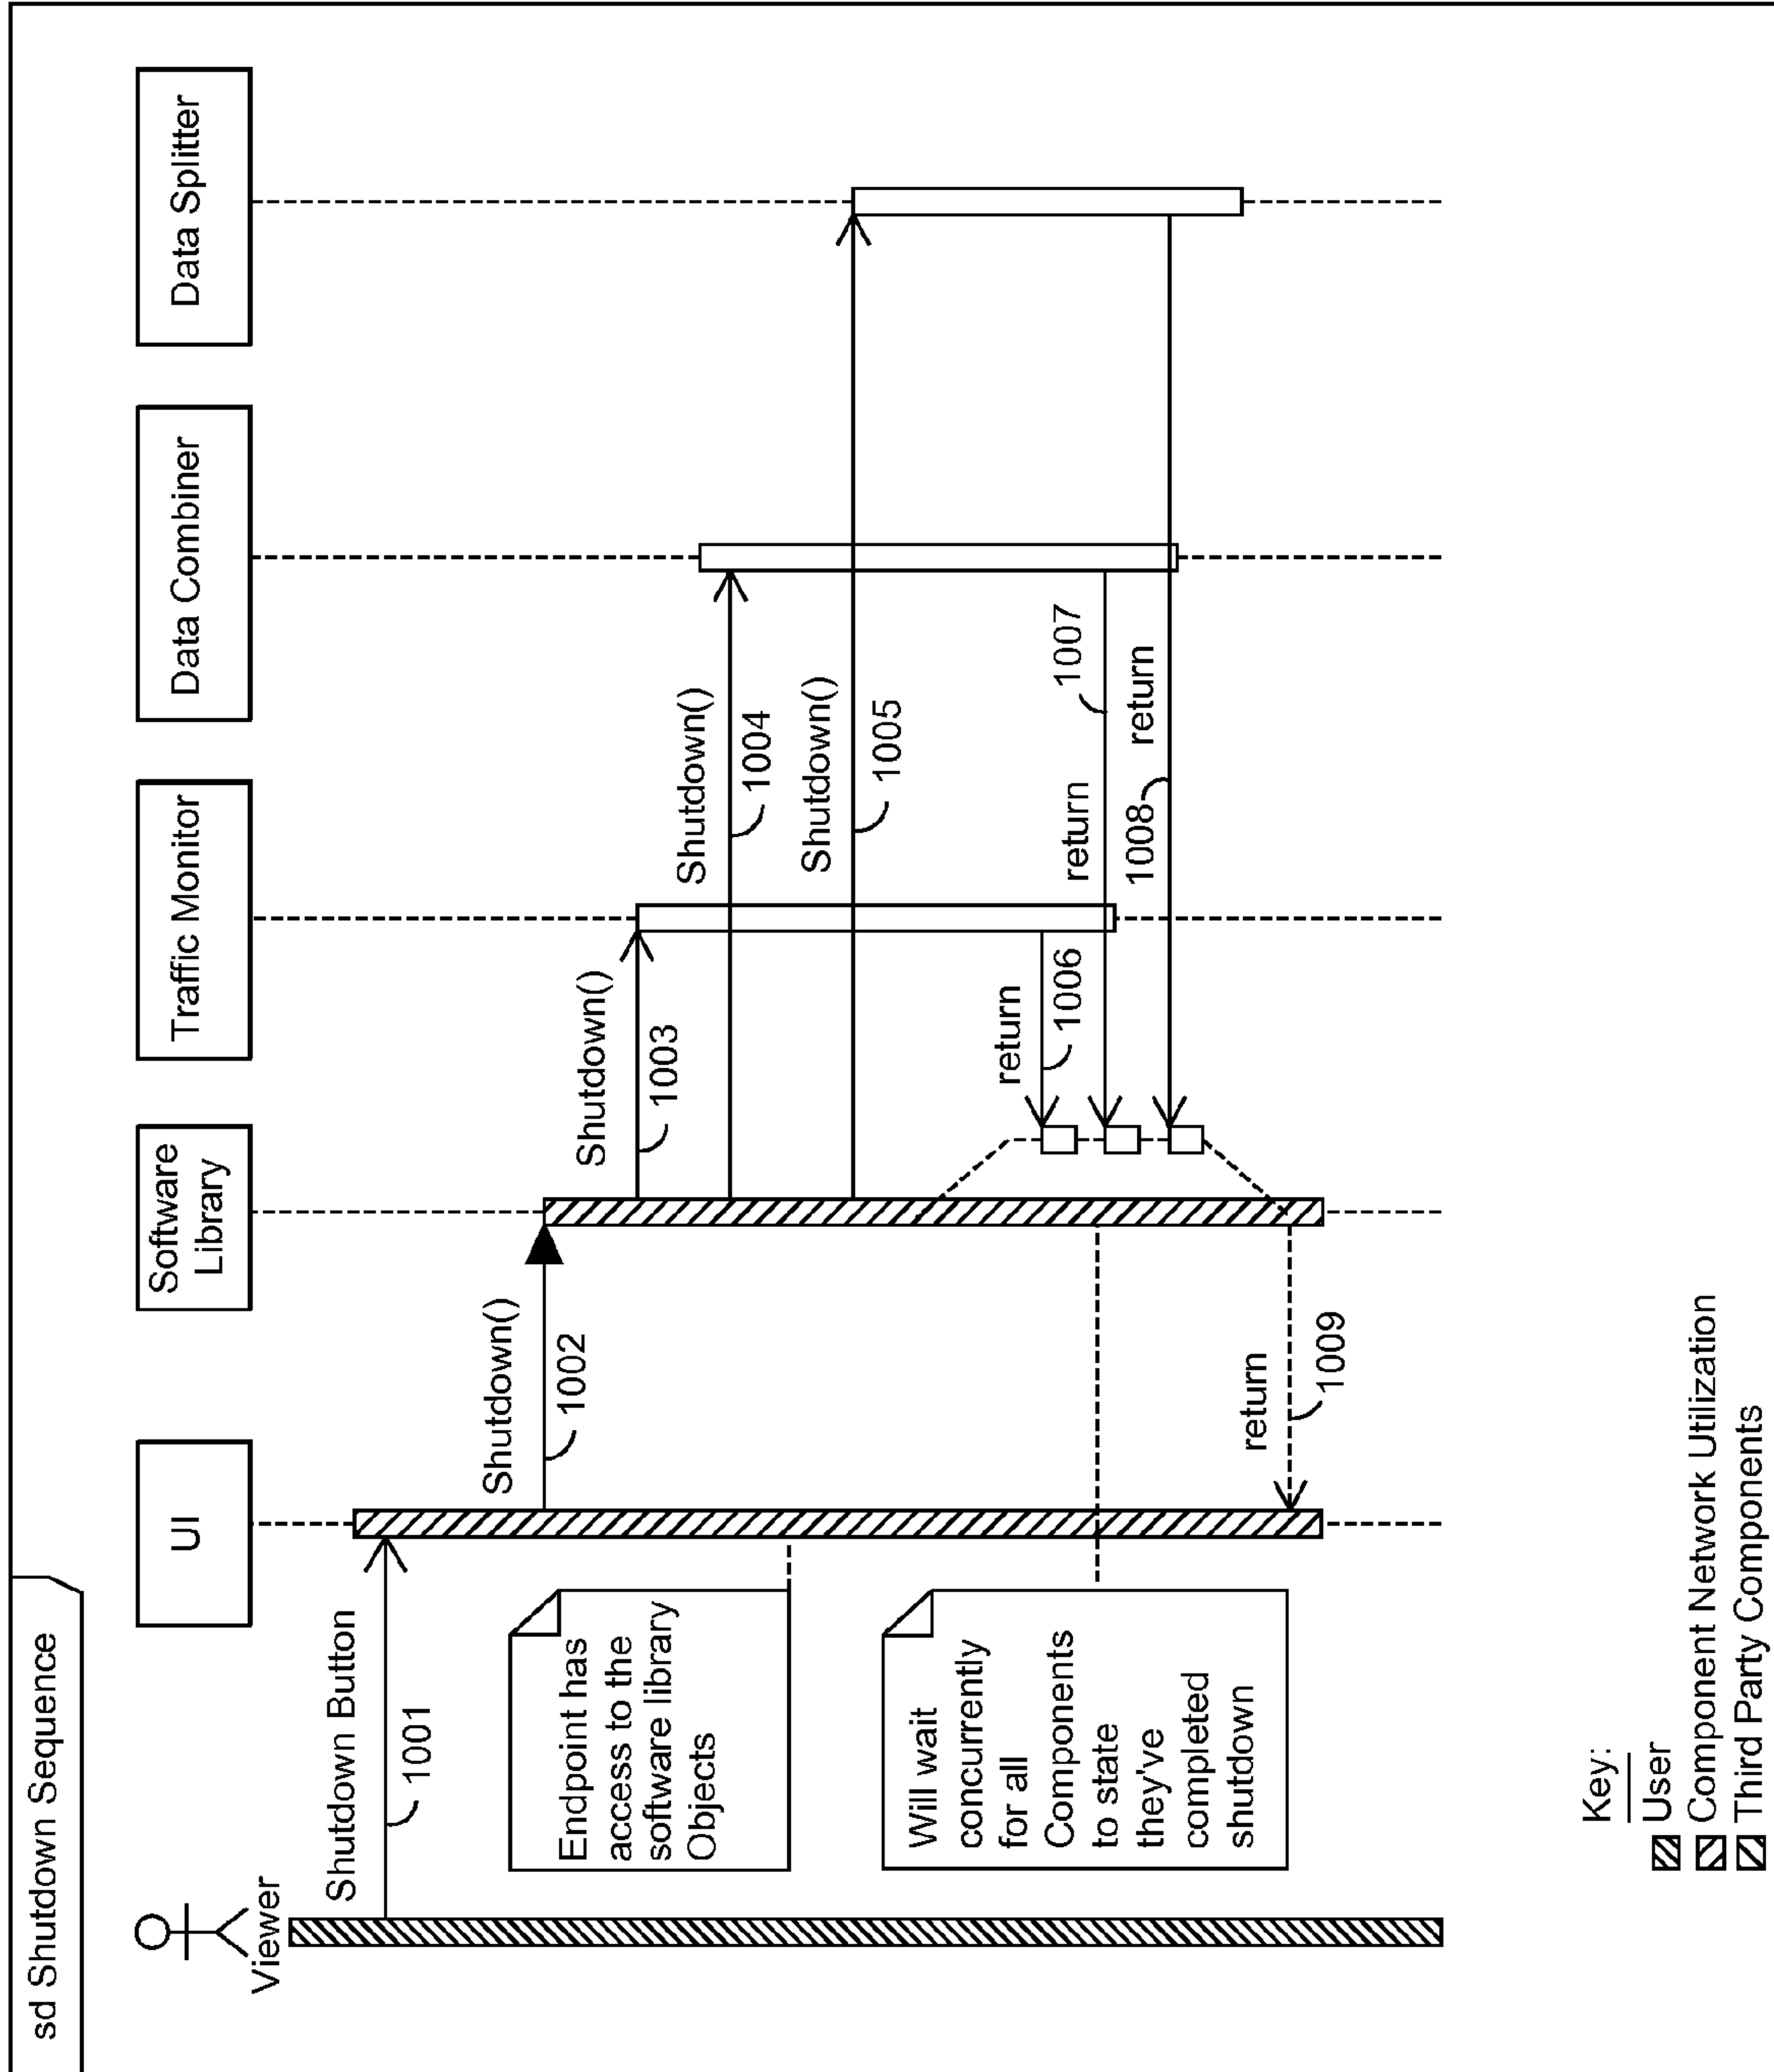 sd Shutdown Sequence
Viewer
UI
Software
Library
Traffic Monitor
Data Combiner
Data Splitter
Shutdown Button
1001
Shutdown()
1002
Endpoint has
access to the
software library
Objects
Shutdown()
1003
Shutdown()
1004
Shutdown()
1005
Will wait
concurrently
for all
Components
to state
they've
completed
shutdown
return
1006
return
1007
1008
return
return
1009
Key:
User
Component Network Utilization
Third Party Components